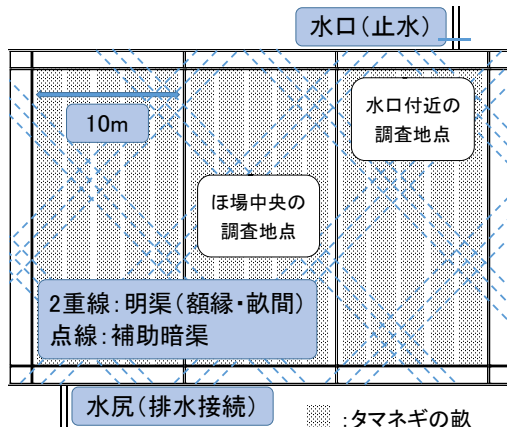 水口(止水)
10m
水口付近の
調査地点
ほ場中央の
調査地点
2重線:明渠(額縁・畝間)
点線:補助暗渠
水尻(排水接続)
:タマネギの畝